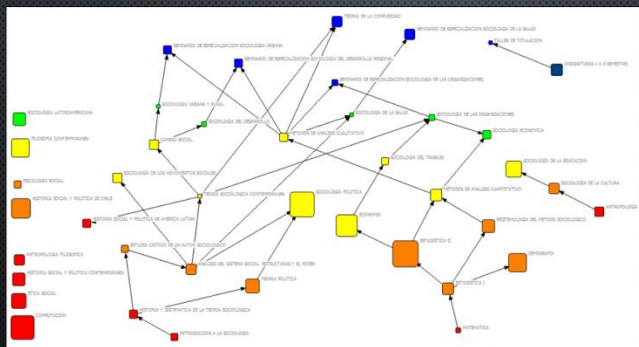 TEORIA DE LA COMPLEJIDAD
SEMINARIO DE ESPECIALIZACION SOCIOLOGIA DE LA SALUD
TALLER DE TITULACION
SEMINARIO DE ESPECIALIZACION SOCIOLOGIA URBANA
SEMINARIO DE ESPECIALIZACION SOCIOLOGIA DEL DESARROLLO REGIONAL
ASIGNATURAS I A X SEMESTRE
SEMINARIO DE ESPECIALIZACION SOCIOLOGIA DE LAS ORGANIZACIONES
SOCIOLOGIA URBANA Y RURAL
SOCIOLOGIA DE LA SALUD
SOCIOLOGIA DE LAS ORGANIZACIONES
SOCIOLOGIA LATINOAMERICANA
SOCIOLOGIA DEL DESARROLLO
SOCIOLOGIA ECONOMICA
METODOS DE ANALISIS CUALITATIVO
CAMBIO SOCIAL
FILOSOFIA CONTEMPORANEA
SOCIOLOGIA DEL TRABAJO
SOCIOLOGIA DE LA EDUCACION
SOCIOLOGIA DE LOS MOVIMIENTOS SOCIALES
PSICOLOGIA SOCIAL
SOCIOLOGIA DE LA CULTURA
TEORIA SOCIOLOGICA CONTEMPORANEA
SOCIOLOGIA POLITICA
METODOS DE ANALISIS CUANTITATIVO
HISTORIA SOCIAL Y POLITICA DE CHILE
ANTROPOLOGIA
HISTORIA SOCIAL Y POLITICA DE AMERICA LATINA
ECONOMIA
EPISTEMOLOGIA DEL METODO SOCIOLOGICO
ESTUDIO CRITICO DE UN AUTOR SOCIOLOGICO
ESTADISTICA II
ANTROPOLOGIA FILOSOFICA
DEMOGRAFIA
ANALISIS DEL SISTEMA SOCIAL: ESTRUCTURAS Y EL PODER
HISTORIA SOCIAL Y POLITICA CONTEMPORANEA
TEORIA POLITICA
ESTADISTICA I
ETICA SOCIAL
HISTORIA Y SISTEMATICA DE LA TEORIA SOCIOLOGICA
COMPUTACION
MATEMATICA
INTRODUCCION A LA SOCIOLOGIA